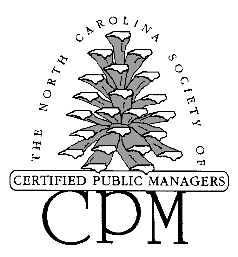 THE NORTH CAROLINA SOCIETY OF
CERTIFIED PUBLIC MANAGERS
CPM